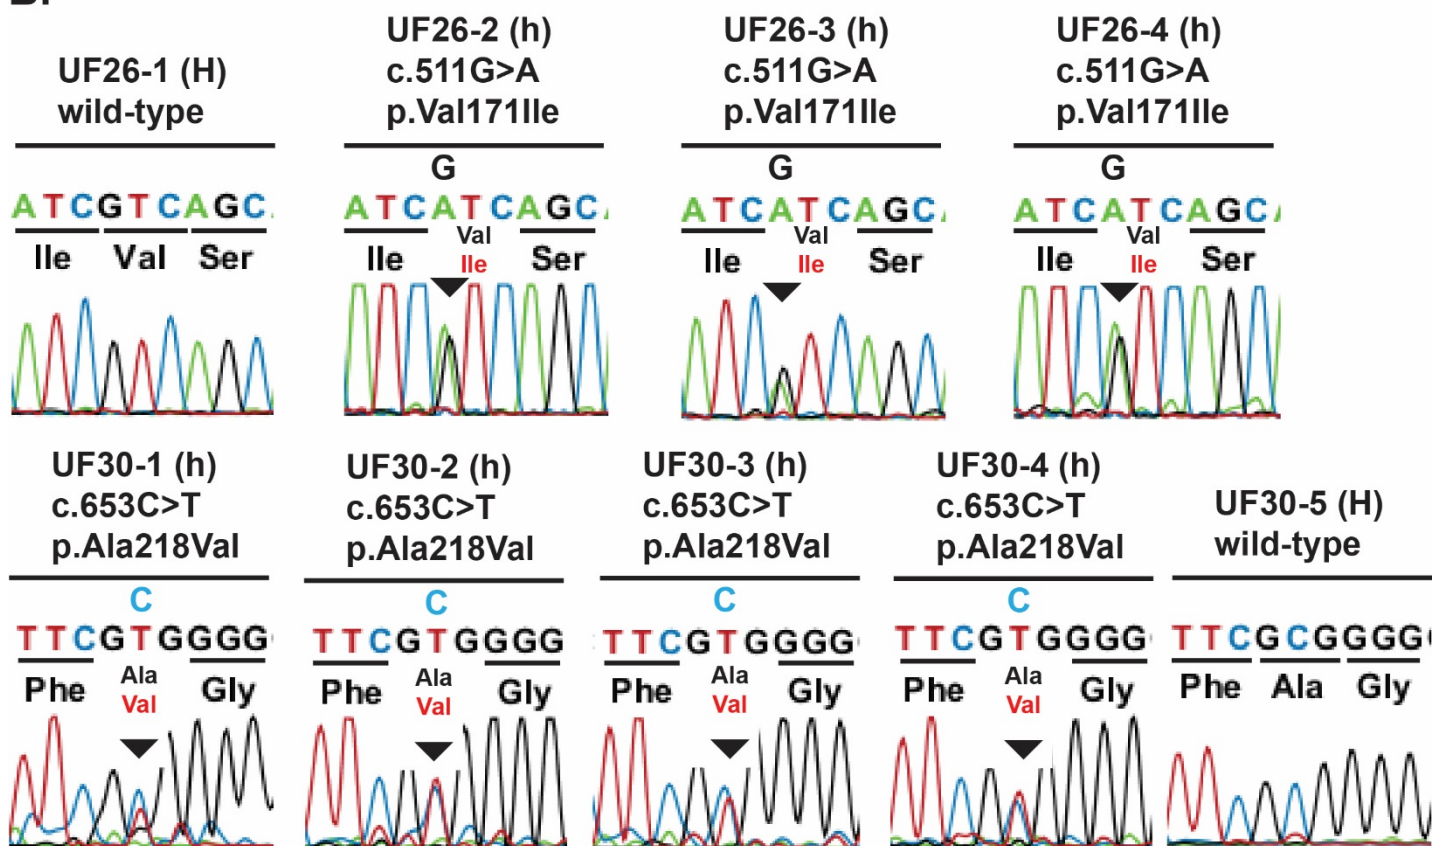 B.
UF26-1 (H)
wild-type
ATCGTCAGC
Ile Val Ser
UF26-2 (h)
c.511G>A
p.Val171Ile
G
ATCATCAGC
Ile Val Ser
Ile
UF26-3 (h)
c.511G>A
p.Val171Ile
G
ATCATCAGC
Ile Val Ser
Ile
UF26-4 (h)
c.511G>A
p.Val171Ile
G
ATCATCAGC
Ile Val Ser
Ile
UF30-1 (h)
c.653C>T
p.Ala218Val
C
TTCGTGGGG
Phe Ala Gly
Val
UF30-2 (h)
c.653C>T
p.Ala218Val
C
TTCGTGGGG
Phe Ala Gly
Val
UF30-3 (h)
c.653C>T
p.Ala218Val
C
TTCGTGGGG
Phe Ala Gly
Val
UF30-4 (h)
c.653C>T
p.Ala218Val
C
TTCGTGGGG
Phe Ala Gly
Val
UF30-5 (H)
wild-type
TTCGCGGGG
Phe Ala Gly